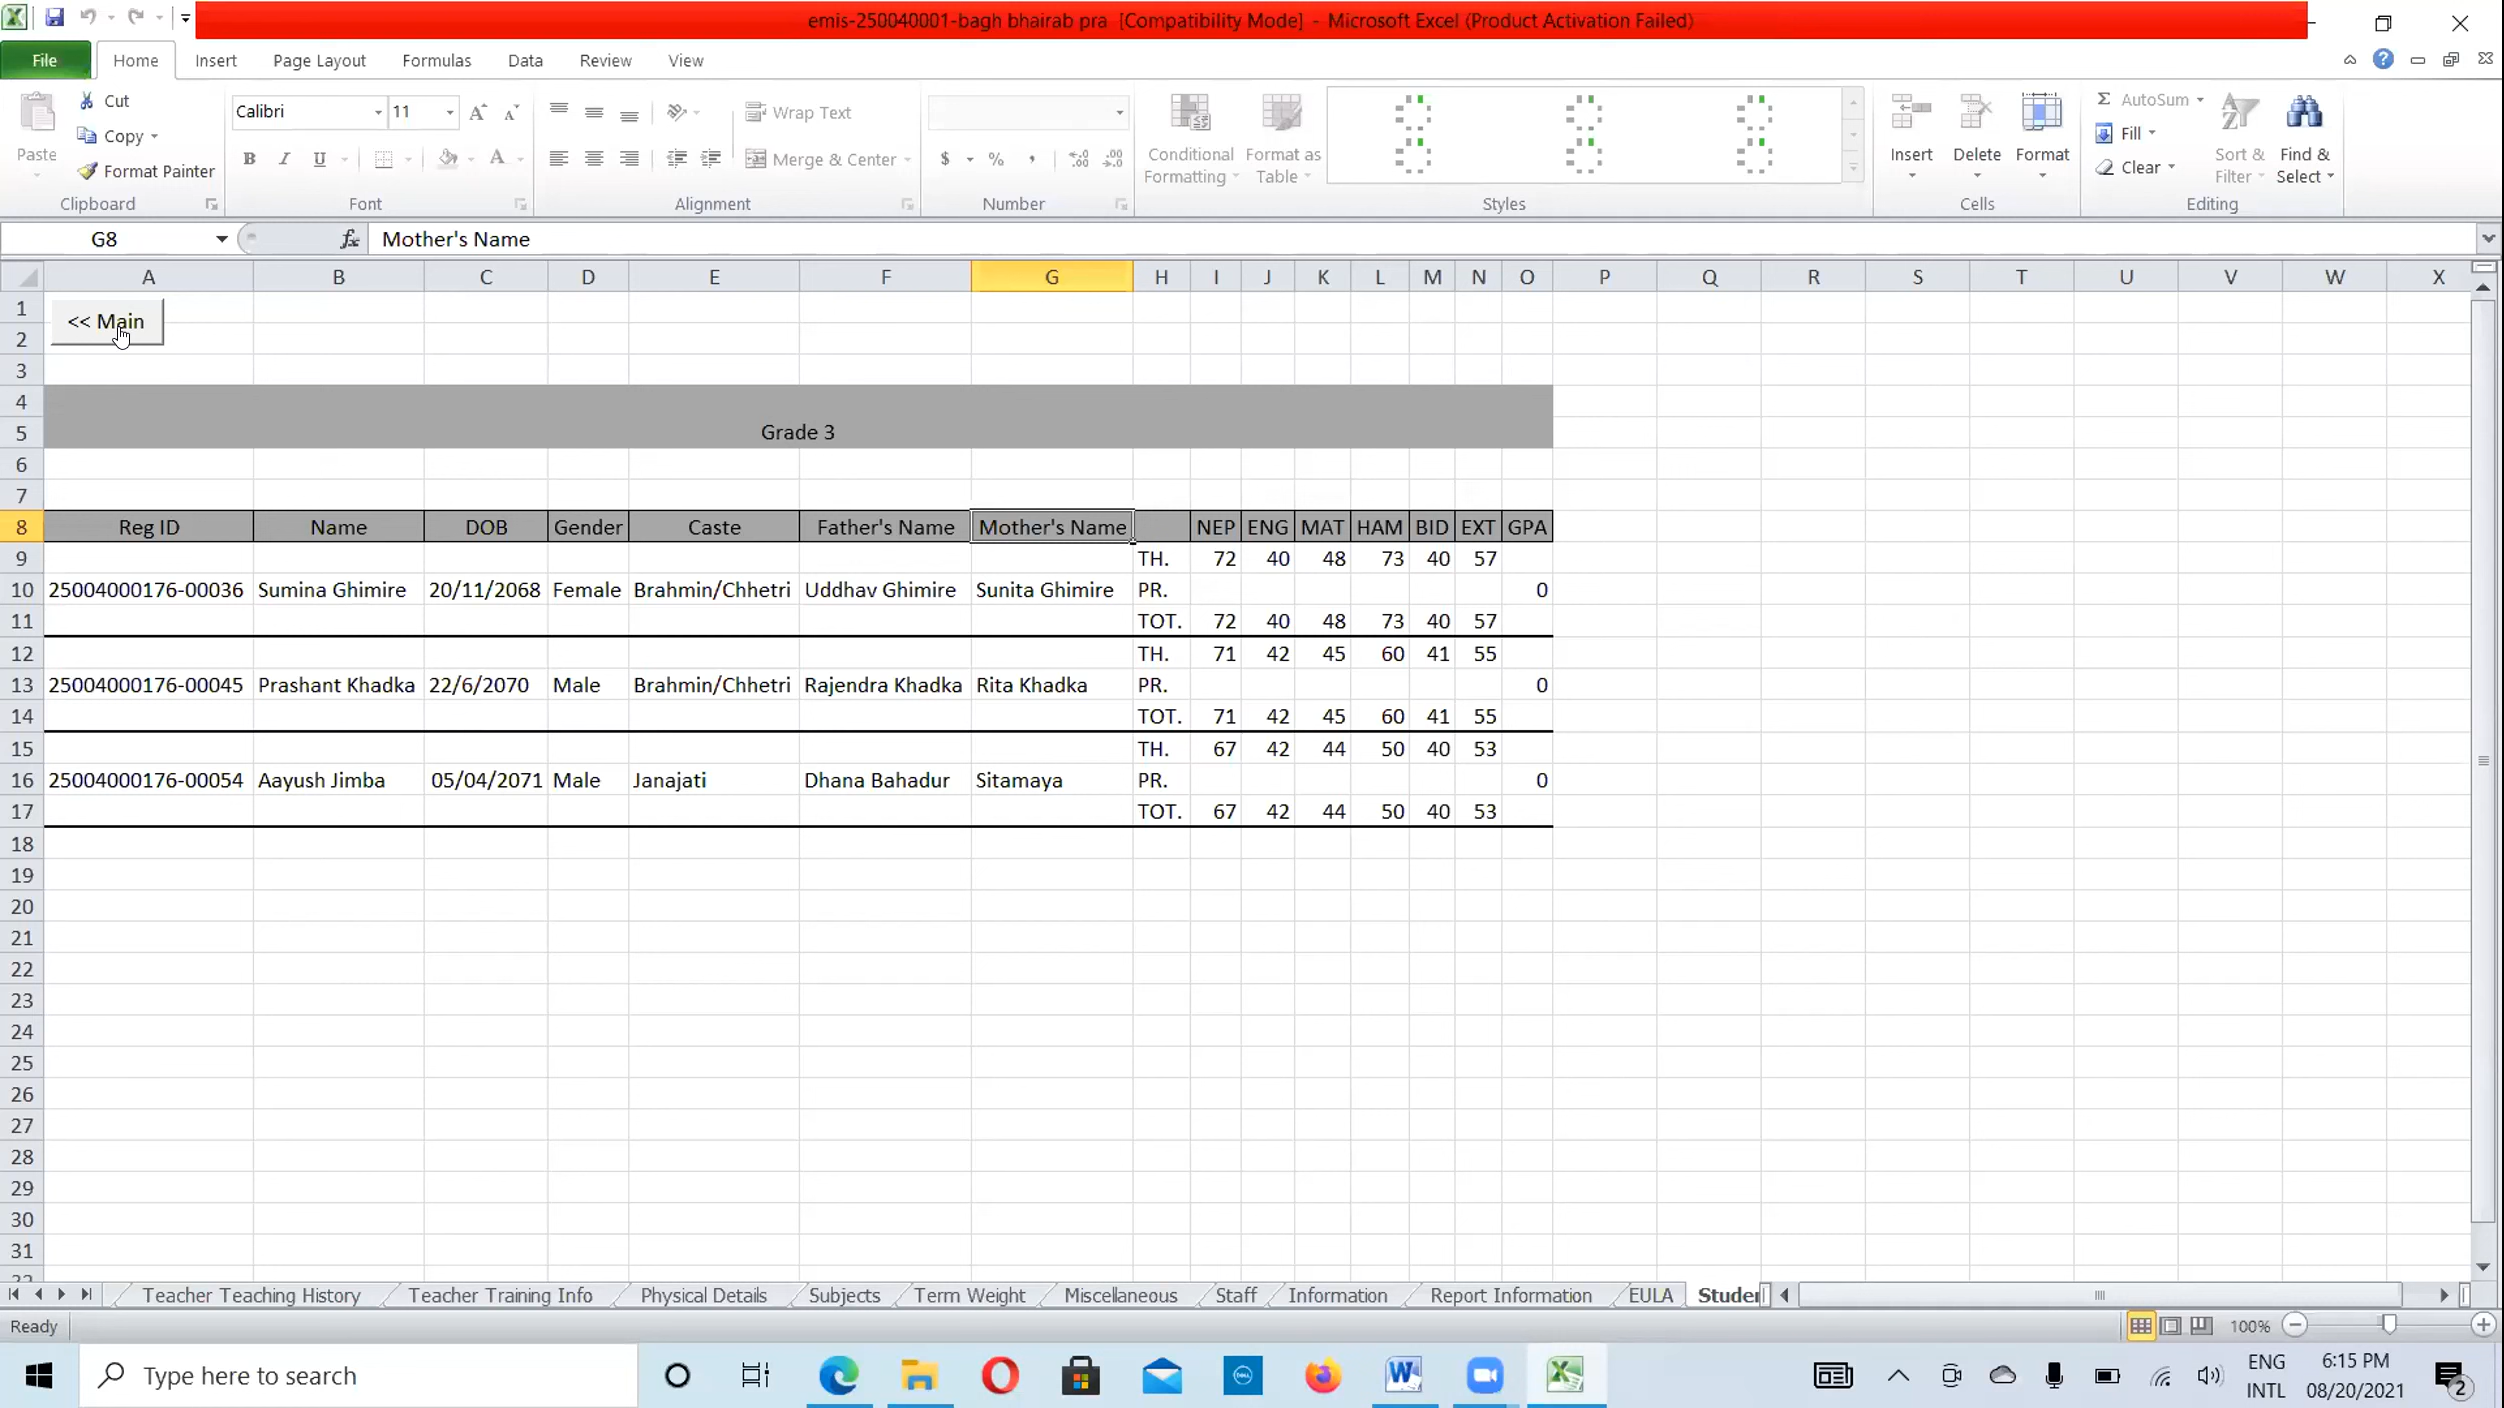 emis-250040001-bagh bhairab pra [Compatibility Mode] - Microsoft Excel (Product Activation Failed)
File Home Insert Page Layout Formulas Data Review View
Paste Cut Copy Format Painter Clipboard
Calibri 11 B I U A Font
Wrap Text Merge & Center Alignment
$ % , Number
Conditional Formatting Format as Table Styles
Insert Delete Format Cells
Σ AutoSum Fill Clear Sort & Filter Find & Select Editing
G8 fx Mother's Name
A B C D E F G H I J K L M N O P Q R S T U V W X
1 << Main
2
3
4
5 Grade 3
6
7
8 Reg ID Name DOB Gender Caste Father's Name Mother's Name NEP ENG MAT HAM BID EXT GPA
9 TH. 72 40 48 73 40 57
10 25004000176-00036 Sumina Ghimire 20/11/2068 Female Brahmin/Chhetri Uddhav Ghimire Sunita Ghimire PR. 0
11 TOT. 72 40 48 73 40 57
12 TH. 71 42 45 60 41 55
13 25004000176-00045 Prashant Khadka 22/6/2070 Male Brahmin/Chhetri Rajendra Khadka Rita Khadka PR. 0
14 TOT. 71 42 45 60 41 55
15 TH. 67 42 44 50 40 53
16 25004000176-00054 Aayush Jimba 05/04/2071 Male Janajati Dhana Bahadur Sitamaya PR. 0
17 TOT. 67 42 44 50 40 53
18
19
20
21
22
23
24
25
26
27
28
29
30
31
Teacher Teaching History Teacher Training Info Physical Details Subjects Term Weight Miscellaneous Staff Information Report Information EULA Studen
Ready 100%
Type here to search
ENG 6:15 PM
INTL 08/20/2021 2